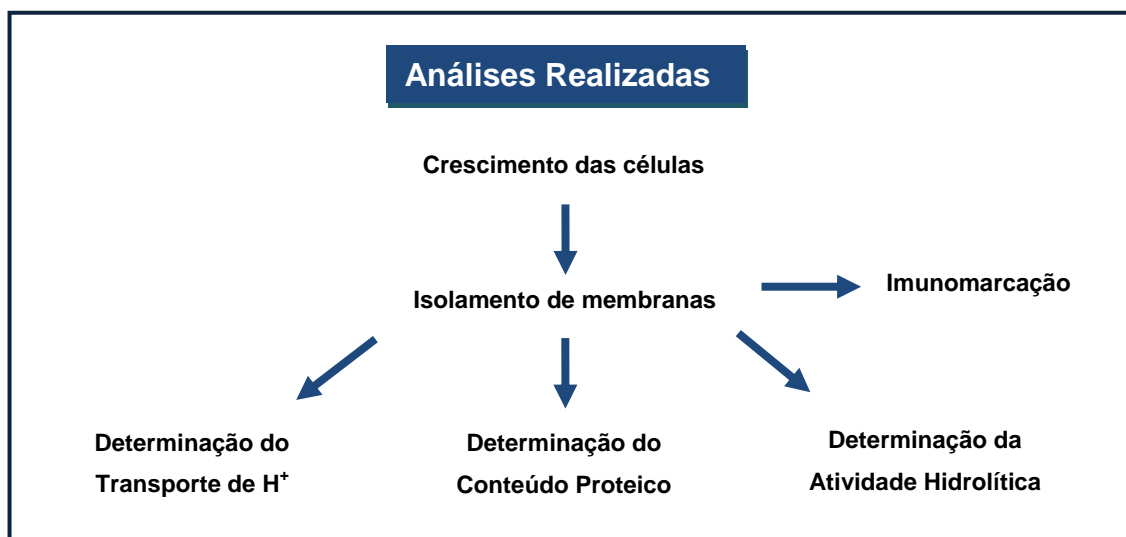 Análises Realizadas
Crescimento das células
Isolamento de membranas
Imunomarcação
Determinação do
Transporte de H⁺
Determinação do
Conteúdo Proteico
Determinação da
Atividade Hidrolítica